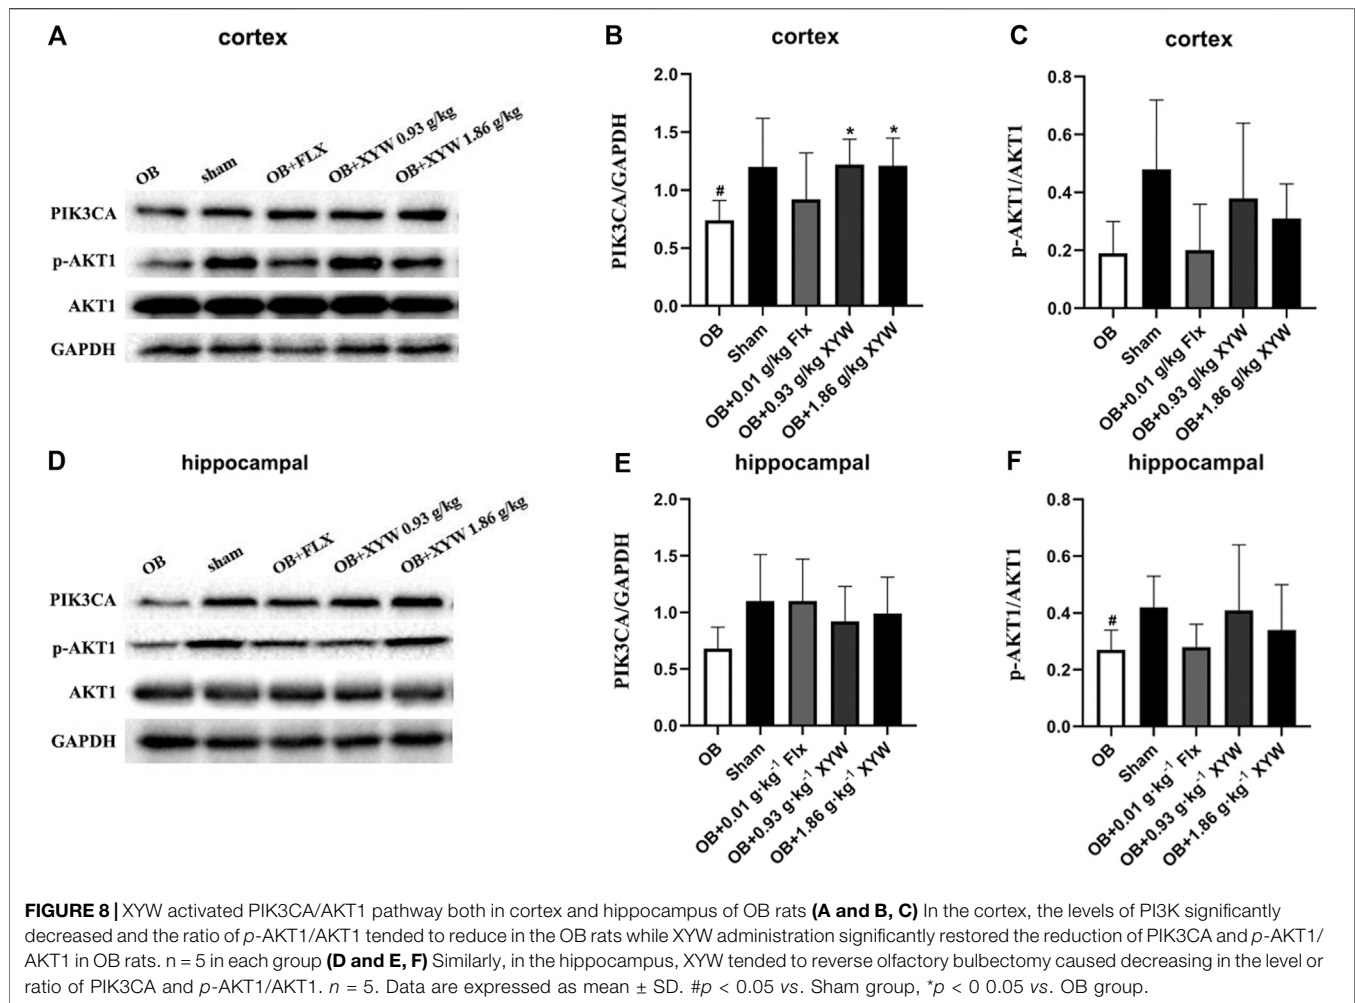 A
cortex
OB
sham
OB+FLX
OB+XYW 0.93 g/kg
OB+XYW 1.86 g/kg
PIK3CA
p-AKT1
AKT1
GAPDH
B
cortex
PIK3CA/GAPDH
2.0
1.5
1.0
0.5
0.0
#
*
*
OB
Sham
OB+0.01 g/kg Flx
OB+0.93 g/kg XYW
OB+1.86 g/kg XYW
C
cortex
p-AKT1/AKT1
0.8
0.6
0.4
0.2
0.0
OB
Sham
OB+0.01 g/kg Flx
OB+0.93 g/kg XYW
OB+1.86 g/kg XYW
D
hippocampal
OB
sham
OB+FLX
OB+XYW 0.93 g/kg
OB+XYW 1.86 g/kg
PIK3CA
p-AKT1
AKT1
GAPDH
E
hippocampal
PIK3CA/GAPDH
2.0
1.5
1.0
0.5
0.0
OB
Sham
OB+0.01 g·kg⁻¹ Flx
OB+0.93 g·kg⁻¹ XYW
OB+1.86 g·kg⁻¹ XYW
F
hippocampal
p-AKT1/AKT1
0.8
0.6
0.4
0.2
0.0
#
OB
Sham
OB+0.01 g·kg⁻¹ Flx
OB+0.93 g·kg⁻¹ XYW
OB+1.86 g·kg⁻¹ XYW
FIGURE 8 | XYW activated PIK3CA/AKT1 pathway both in cortex and hippocampus of OB rats (A and B, C) In the cortex, the levels of PI3K significantly
decreased and the ratio of p-AKT1/AKT1 tended to reduce in the OB rats while XYW administration significantly restored the reduction of PIK3CA and p-AKT1/
AKT1 in OB rats. n = 5 in each group (D and E, F) Similarly, in the hippocampus, XYW tended to reverse olfactory bulbectomy caused decreasing in the level or
ratio of PIK3CA and p-AKT1/AKT1. n = 5. Data are expressed as mean ± SD. #p < 0.05 vs. Sham group, *p < 0 0.05 vs. OB group.